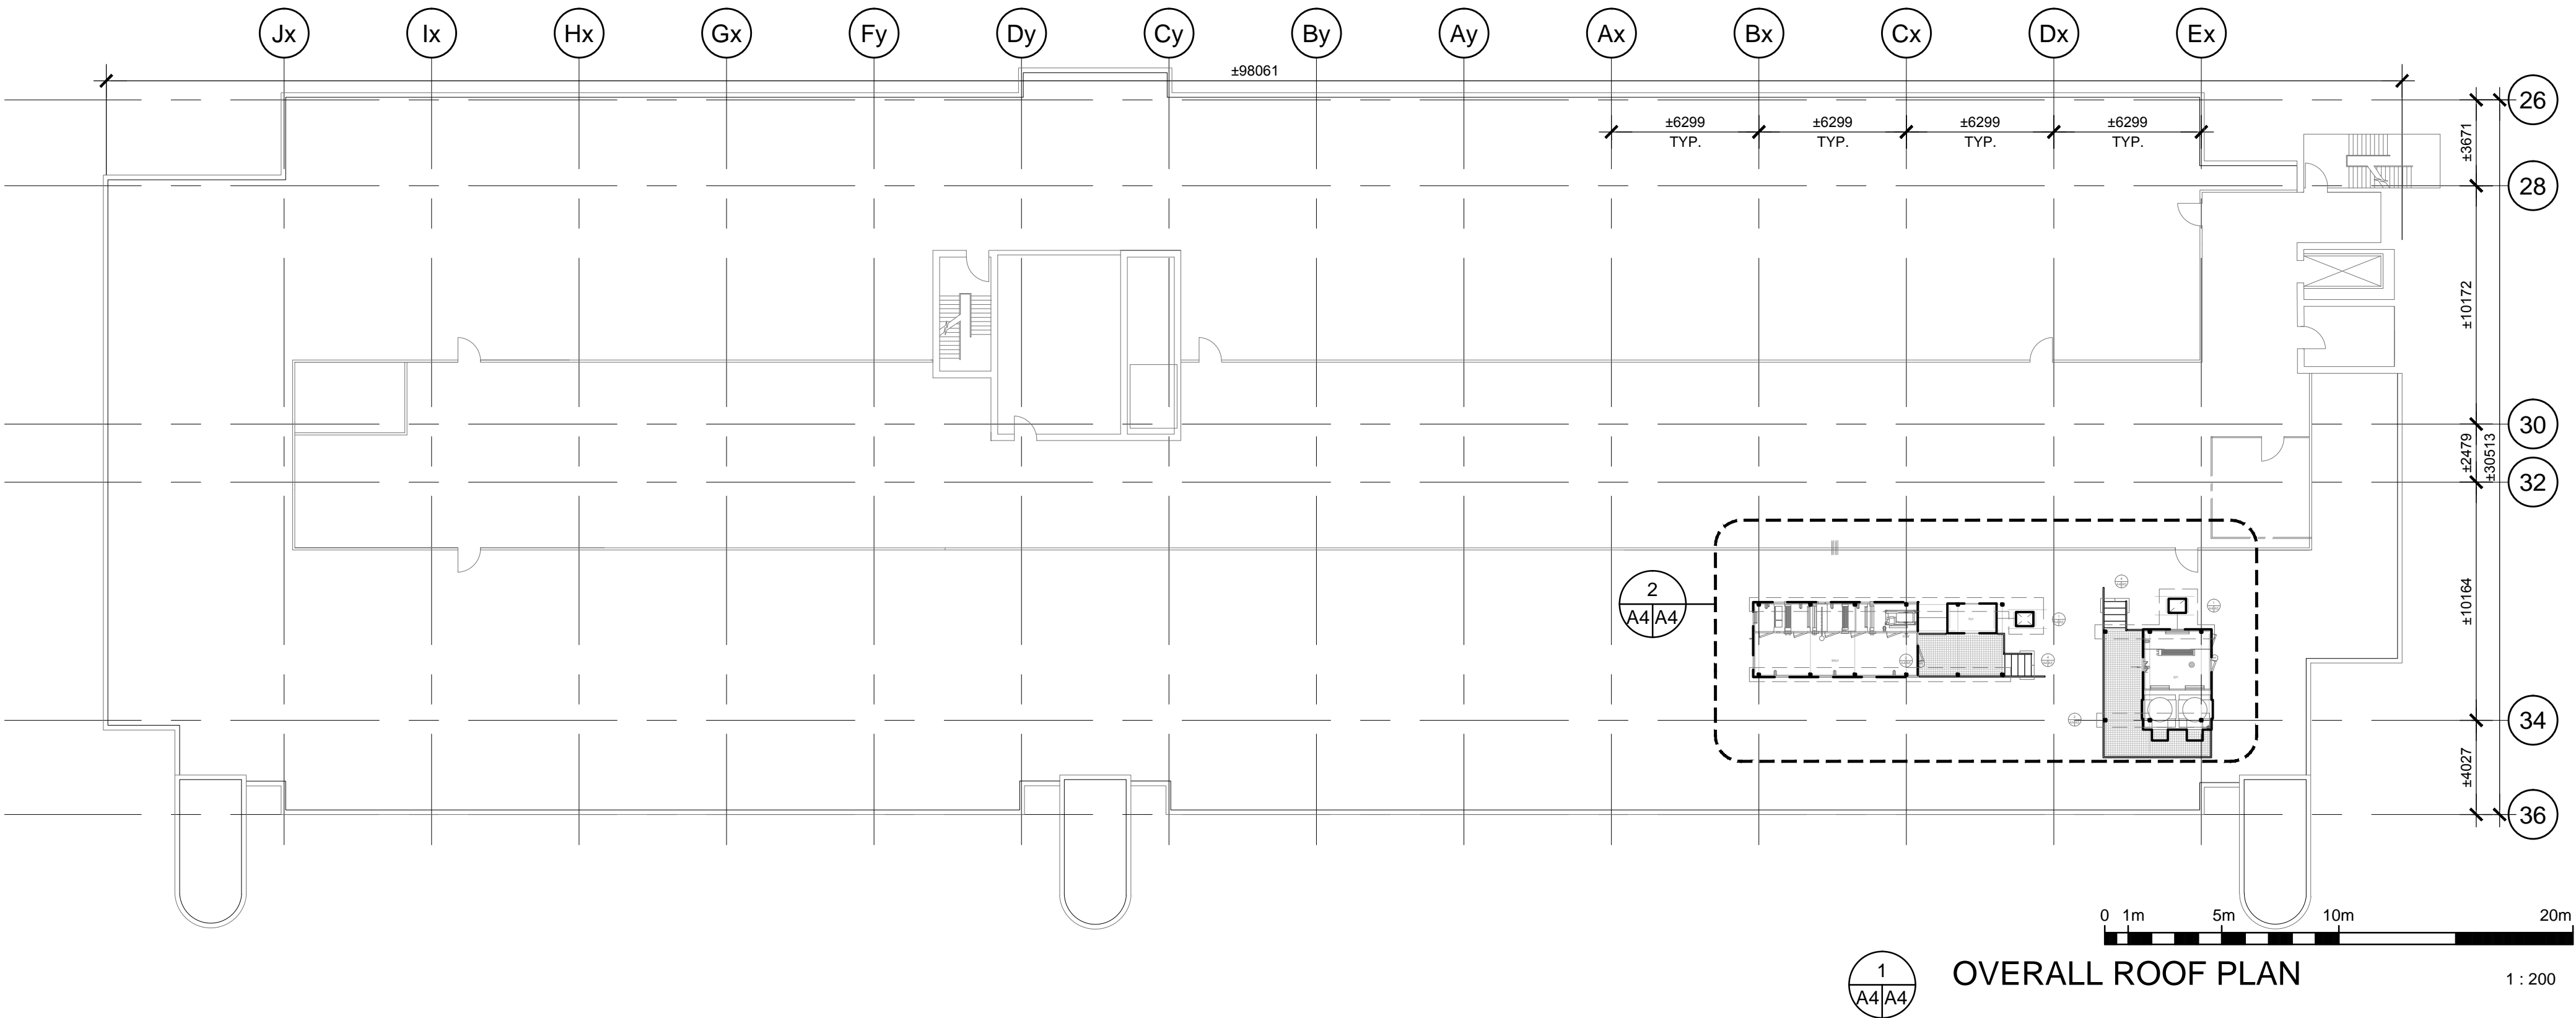 Jx Ix Hx Gx Fy Dy Cy By Ay Ax Bx Cx Dx Ex
±98061
26
±6299 ±6299 ±6299 ±6299
TYP. TYP. TYP. TYP.
±3671
28
±10172
30
±2479
±30513
32
2
A4 A4
±10164
34
±4027
36
0 1m 5m 10m 20m
1
A4 A4
OVERALL ROOF PLAN
1 : 200